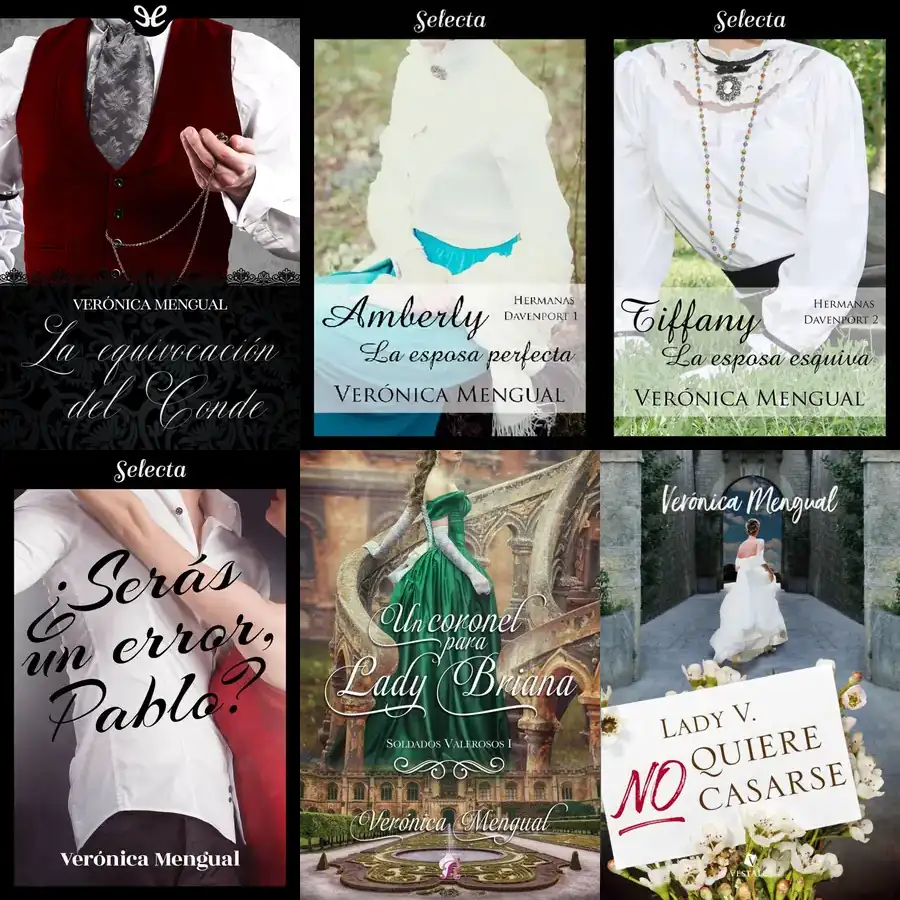 VERÓNICA MENGUAL
La equivocación
del Conde
Selecta
Amberly
HERMANAS
DAVENPORT 1
La esposa perfecta
VERÓNICA MENGUAL
Selecta
Tiffany
HERMANAS
DAVENPORT 2
La esposa esquiva
VERÓNICA MENGUAL
Selecta
¿Serás
un error,
Pablo?
Verónica Mengual
Un coronel
para
Lady Briana
SOLDADOS VALEROSOS I
Verónica Mengual
Verónica Mengual
LADY V.
NO QUIERE
CASARSE
VESTALES